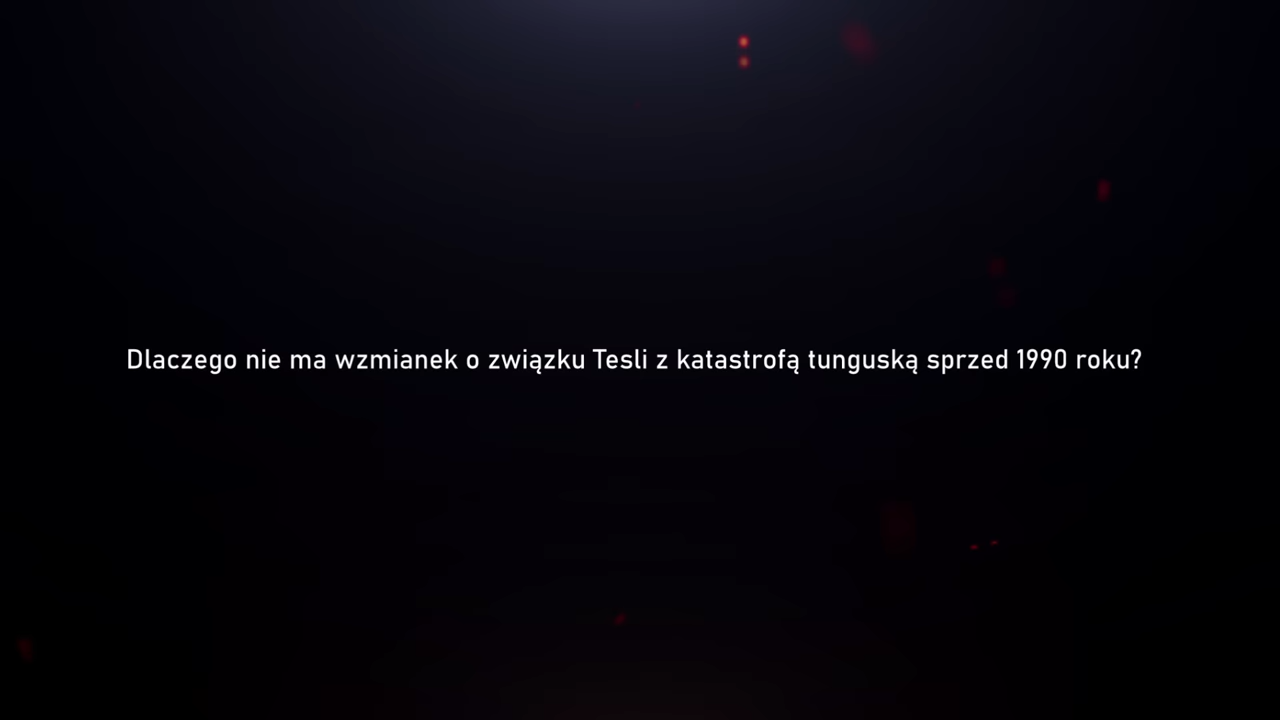 Dlaczego nie ma wzmianek o związku Tesli z katastrofą tunguską sprzed 1990 roku?